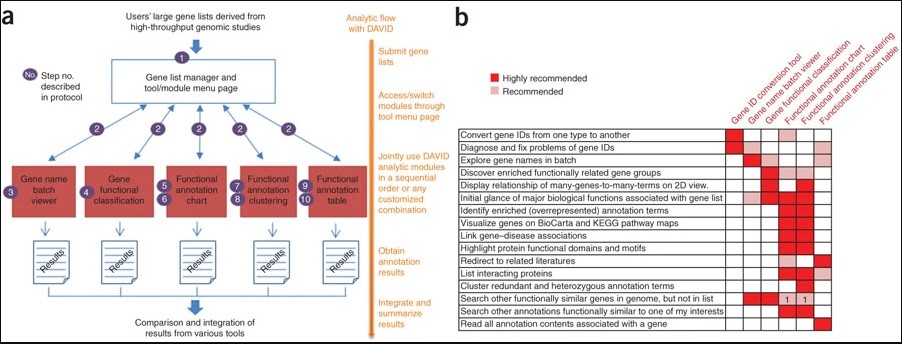 a
Users' large gene lists derived from
high-throughput genomic studies
1
No.
Step no.
described
in protocol
Gene list manager and
tool/module menu page
2
2
2
2
2
3
Gene name
batch
viewer
4
Gene
functional
classification
5
6
Functional
annotation
chart
7
8
Functional
annotation
clustering
9
10
Functional
annotation
table
Results
Results
Results
Results
Results
Comparison and integration of
results from various tools
Analytic flow
with DAVID
Submit gene
lists
Access/switch
modules through
tool menu page
Jointly use DAVID
analytic modules
in a sequential
order or any
customized
combination
Obtain
annotation
results
Integrate and
summarize
results
b
Highly recommended
Recommended
Gene ID conversion tool
Gene name batch viewer
Gene functional classification
Functional annotation chart
Functional annotation clustering
Functional annotation table
Convert gene IDs from one type to another
Diagnose and fix problems of gene IDs
Explore gene names in batch
Discover enriched functionally related gene groups
Display relationship of many-genes-to-many-terms on 2D view.
Initial glance of major biological functions associated with gene list
Identify enriched (overrepresented) annotation terms
Visualize genes on BioCarta and KEGG pathway maps
Link gene–disease associations
Highlight protein functional domains and motifs
Redirect to related literatures
List interacting proteins
Cluster redundant and heterozygous annotation terms
Search other functionally similar genes in genome, but not in list 1 1
Search other annotations functionally similar to one of my interests
Read all annotation contents associated with a gene